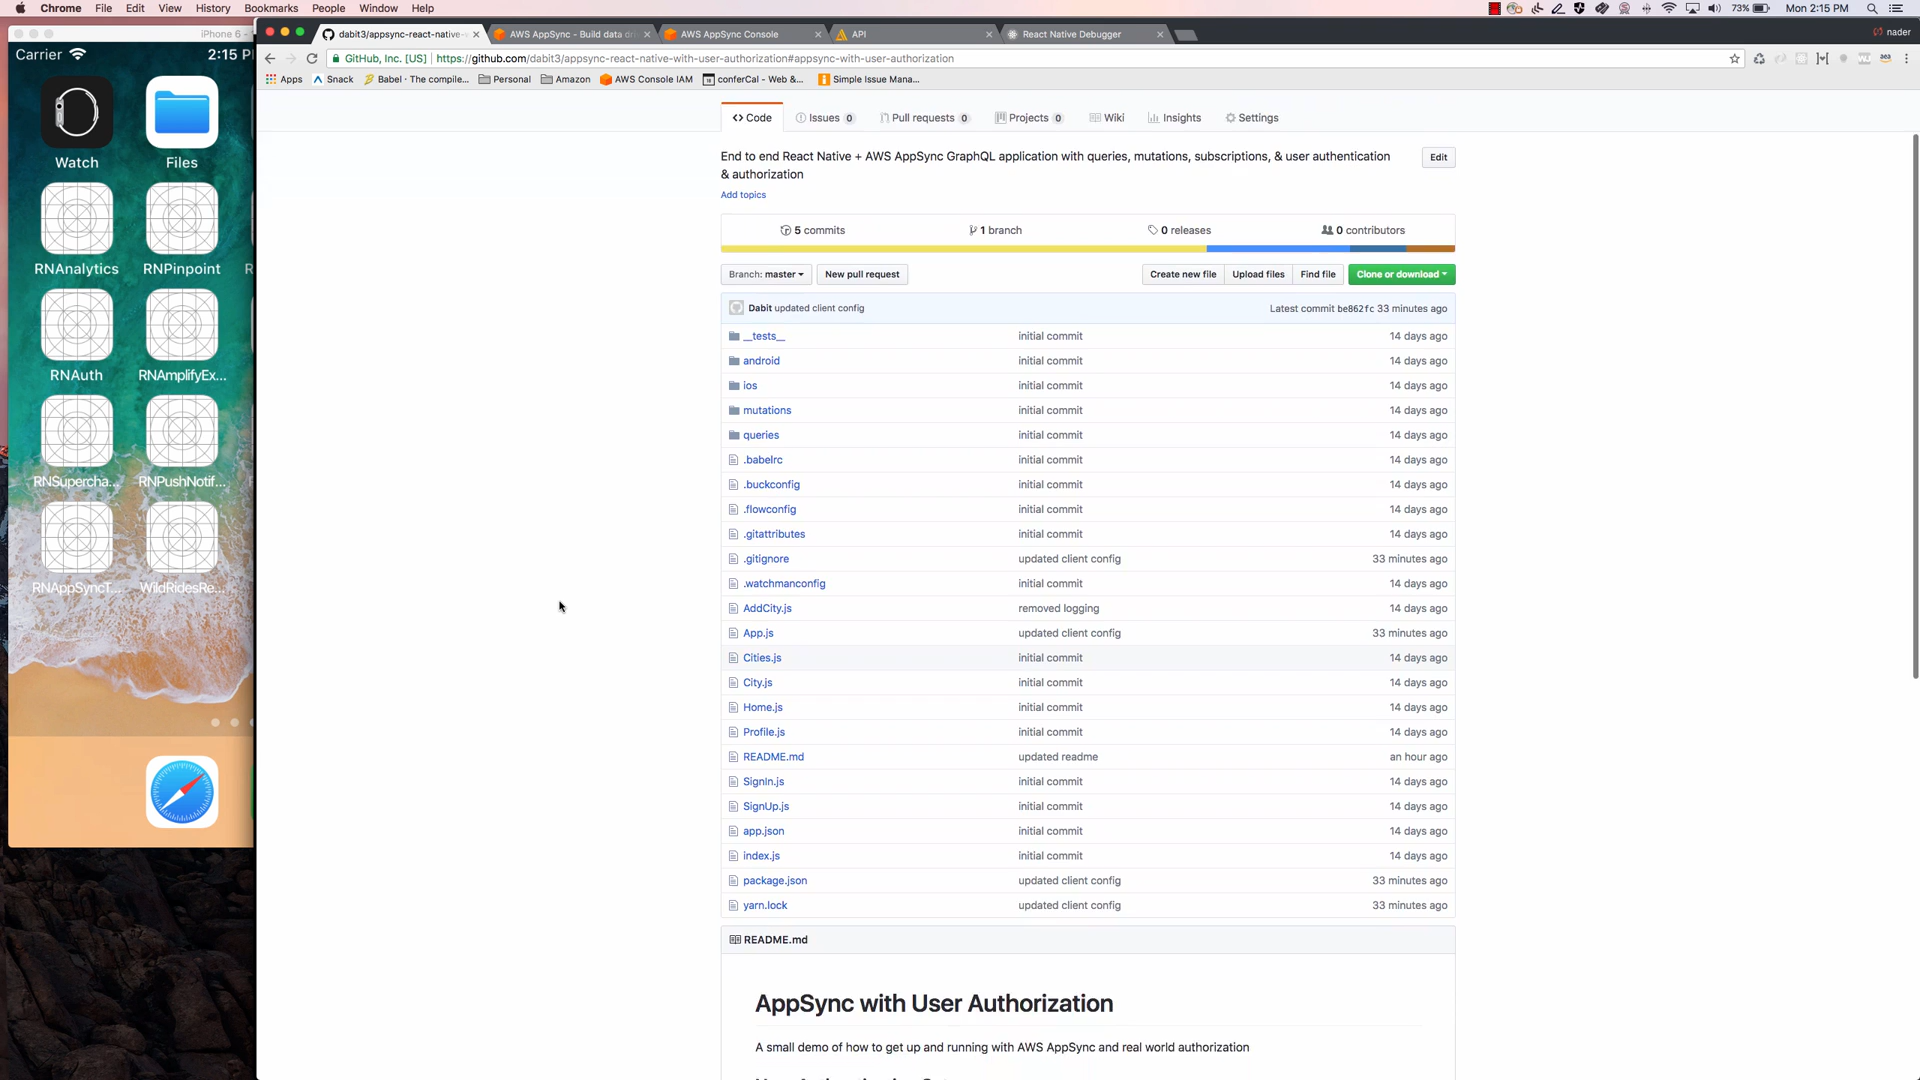 Chrome File Edit View History Bookmarks People Window Help
73% Mon 2:15 PM
iPhone 6 -
Carrier 2:15 P
Watch Files
RNAnalytics RNPinpoint R
RNAuth RNAmplifyEx...
RNSupercha... RNPushNotif...
RNAppSyncT... WildRidesRe...
dabit3/appsync-react-native- AWS AppSync - Build data dri AWS AppSync Console API React Native Debugger nader
GitHub, Inc. [US] https://github.com/dabit3/appsync-react-native-with-user-authorization#appsync-with-user-authorization
Apps Snack Babel · The compile... Personal Amazon AWS Console IAM conferCal - Web &... Simple Issue Mana...
Code Issues 0 Pull requests 0 Projects 0 Wiki Insights Settings
End to end React Native + AWS AppSync GraphQL application with queries, mutations, subscriptions, & user authentication
& authorization
Edit
Add topics
5 commits 1 branch 0 releases 0 contributors
Branch: master New pull request Create new file Upload files Find file Clone or download
Dabit updated client config Latest commit be862fc 33 minutes ago
__tests__ initial commit 14 days ago
android initial commit 14 days ago
ios initial commit 14 days ago
mutations initial commit 14 days ago
queries initial commit 14 days ago
.babelrc initial commit 14 days ago
.buckconfig initial commit 14 days ago
.flowconfig initial commit 14 days ago
.gitattributes initial commit 14 days ago
.gitignore updated client config 33 minutes ago
.watchmanconfig initial commit 14 days ago
AddCity.js removed logging 14 days ago
App.js updated client config 33 minutes ago
Cities.js initial commit 14 days ago
City.js initial commit 14 days ago
Home.js initial commit 14 days ago
Profile.js initial commit 14 days ago
README.md updated readme an hour ago
SignIn.js initial commit 14 days ago
SignUp.js initial commit 14 days ago
app.json initial commit 14 days ago
index.js initial commit 14 days ago
package.json updated client config 33 minutes ago
yarn.lock updated client config 33 minutes ago
README.md
AppSync with User Authorization
A small demo of how to get up and running with AWS AppSync and real world authorization